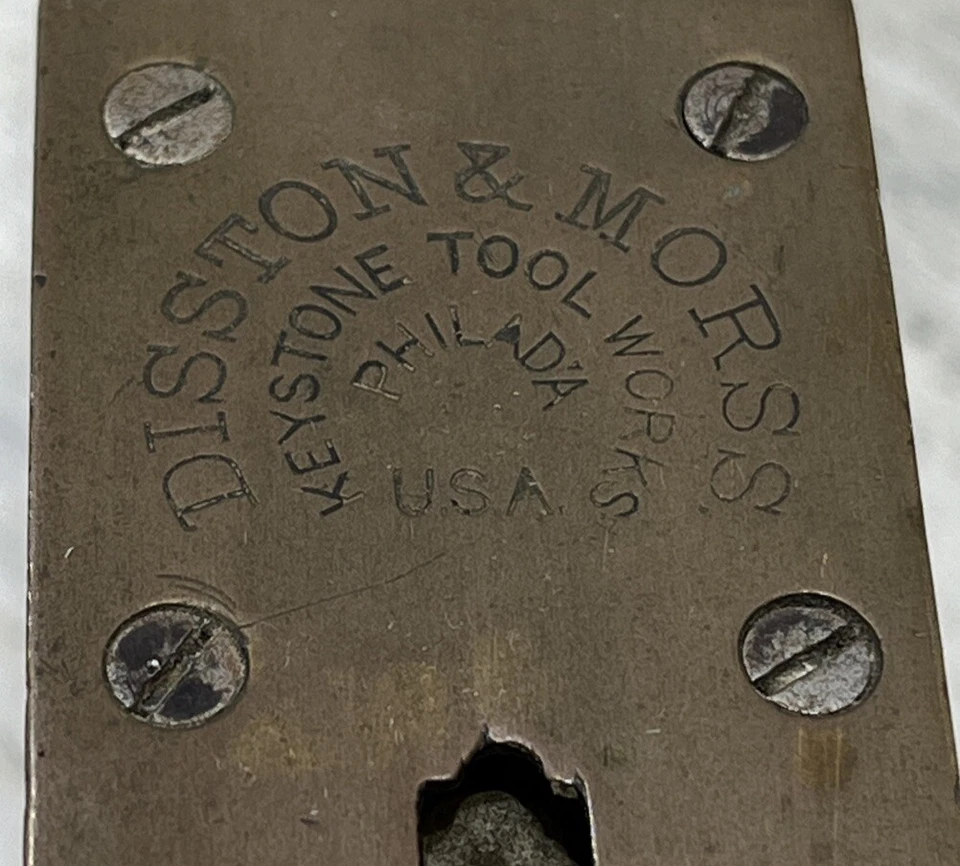 DISSTON & MORSS
KEYSTONE TOOL WORKS
PHILAD'A
U.S.A.